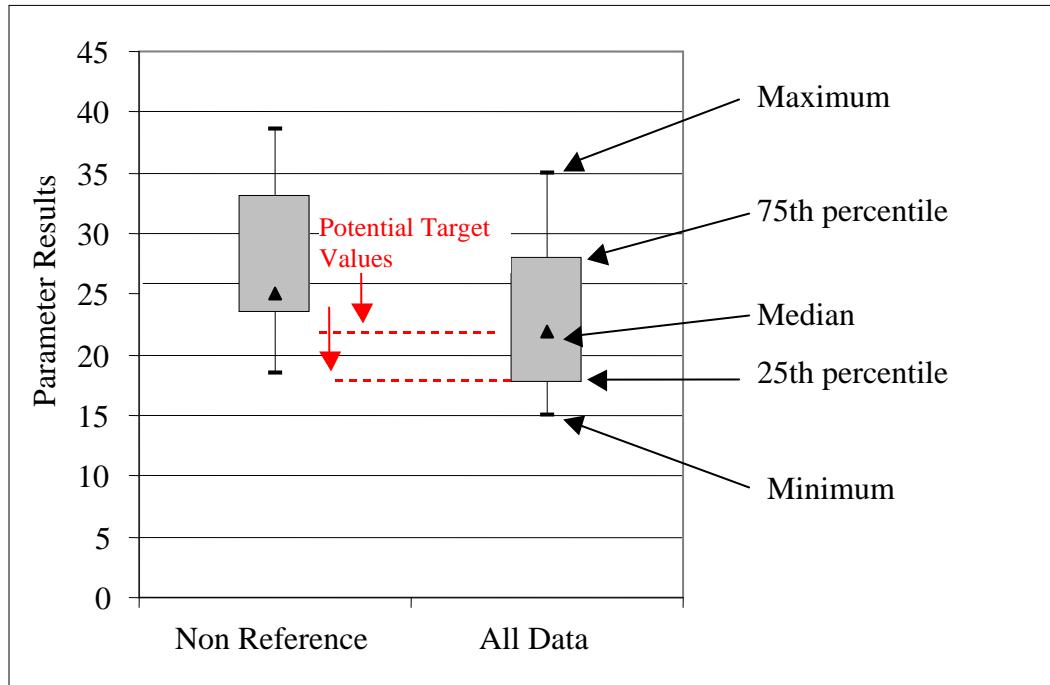 45
40
35
30
25
20
15
10
5
0
Parameter Results
Potential Target
Values
Maximum
75th percentile
Median
25th percentile
Minimum
Non Reference
All Data